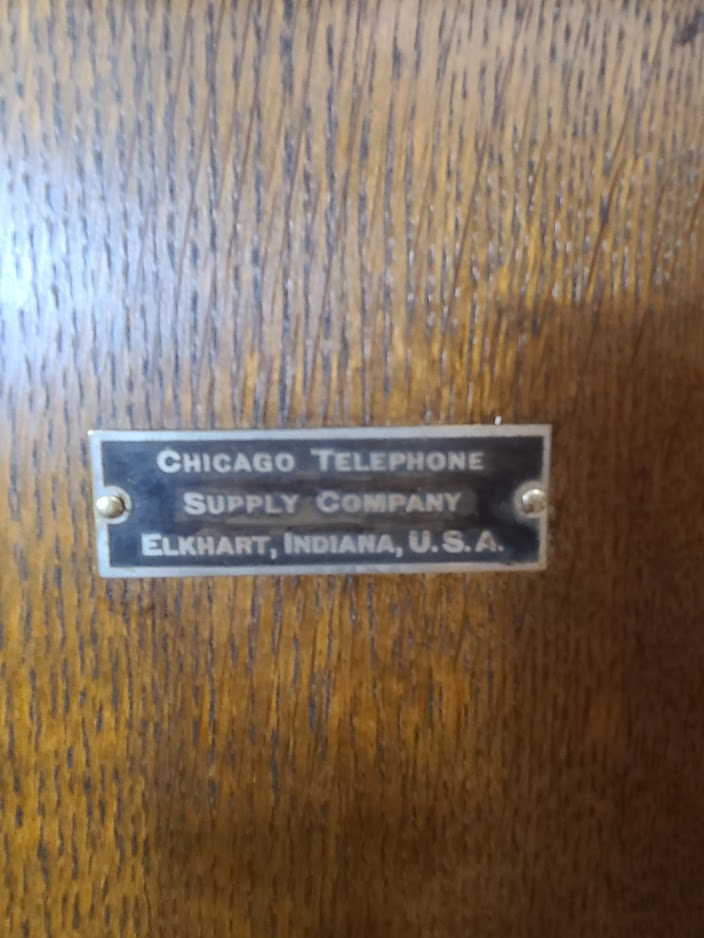 CHICAGO TELEPHONE
SUPPLY COMPANY
ELKHART, INDIANA, U.S.A.